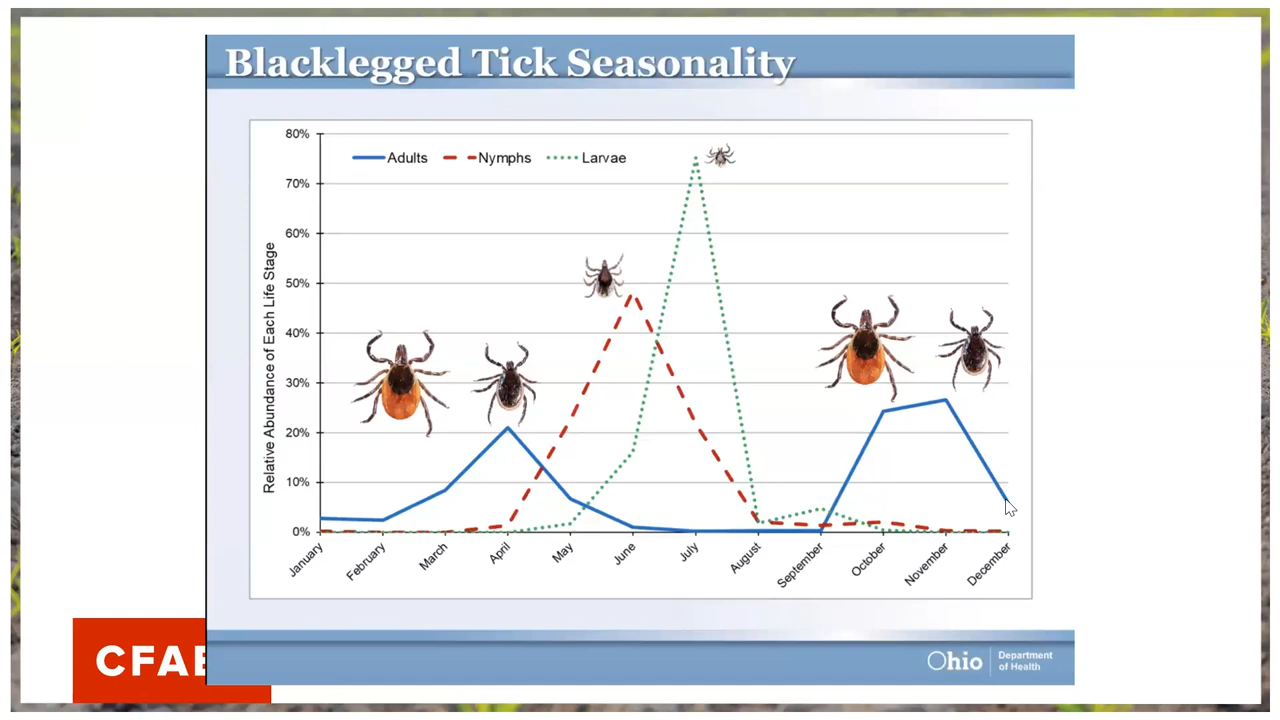 Blacklegged Tick Seasonality
80%
Adults Nymphs Larvae
70%
60%
50%
40%
30%
20%
10%
0%
Relative Abundance of Each Life Stage
January February March April May June July August September October November December
CFAE
Ohio
Department
of Health